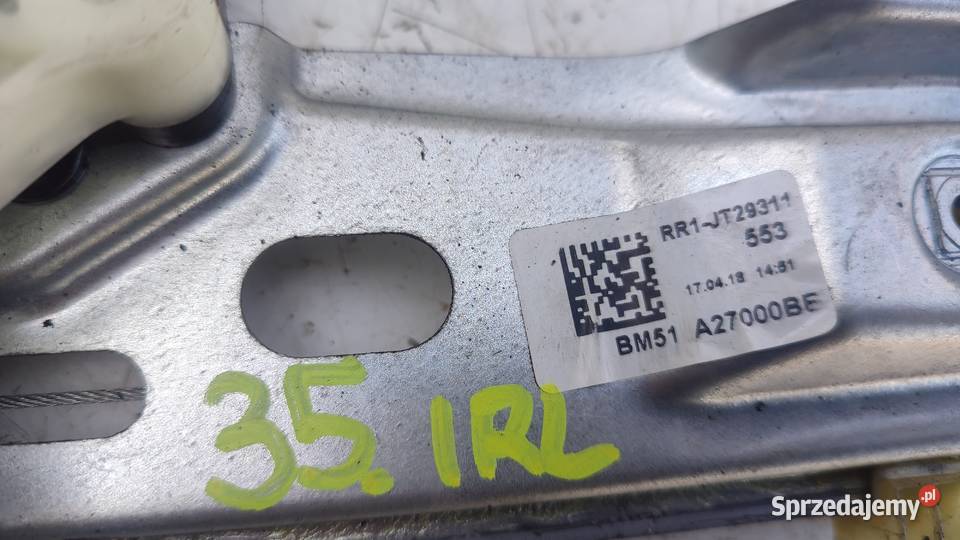 RR1-JT29311
553
17.04.18 14:51
BM51 A27000BE
35. IRL
Sprzedajemy.pl